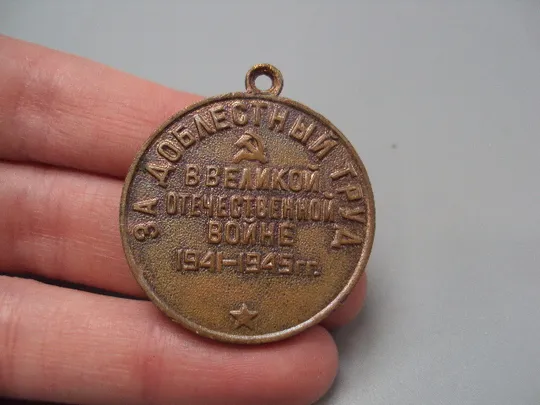 ЗА ДОБЛЕСТНЫЙ ТРУД
В ВЕЛИКОЙ
ОТЕЧЕСТВЕННОЙ
ВОЙНЕ
1941–1945 гг.